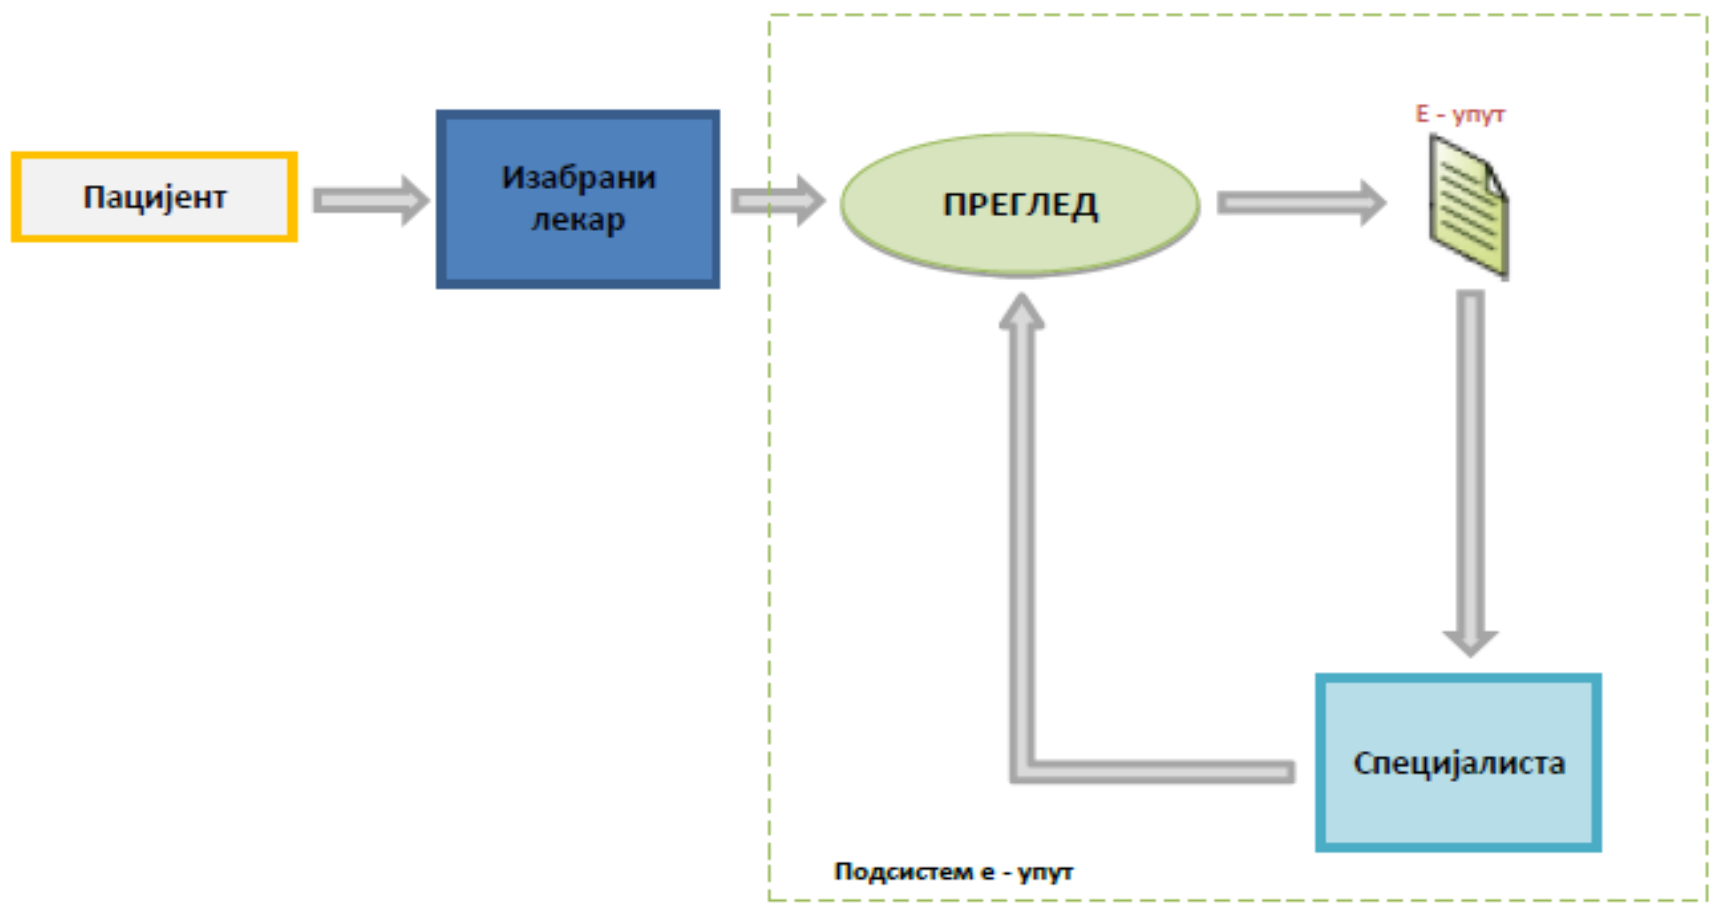 Пацијент
Изабрани
лекар
ПРЕГЛЕД
Е - упут
Специјалиста
Подсистем е - упут